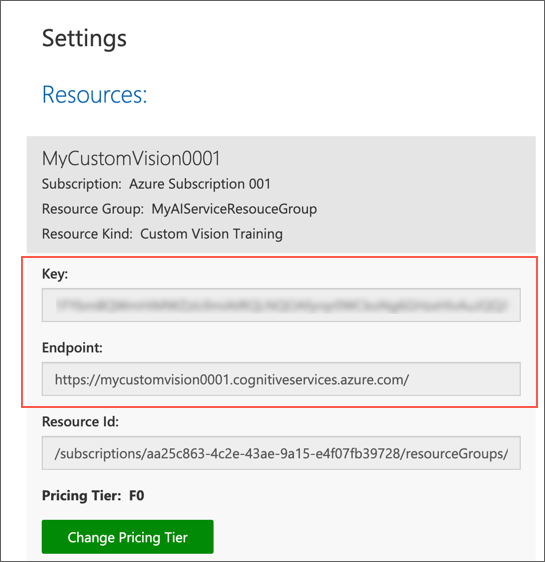 Settings
Resources:
MyCustomVision0001
Subscription: Azure Subscription 001
Resource Group: MyAIServiceResouceGroup
Resource Kind: Custom Vision Training
Key:
Endpoint:
https://mycustomvision0001.cognitiveservices.azure.com/
Resource Id:
/subscriptions/aa25c863-4c2e-43ae-9a15-e4f07fb39728/resourceGroups/
Pricing Tier: F0
Change Pricing Tier